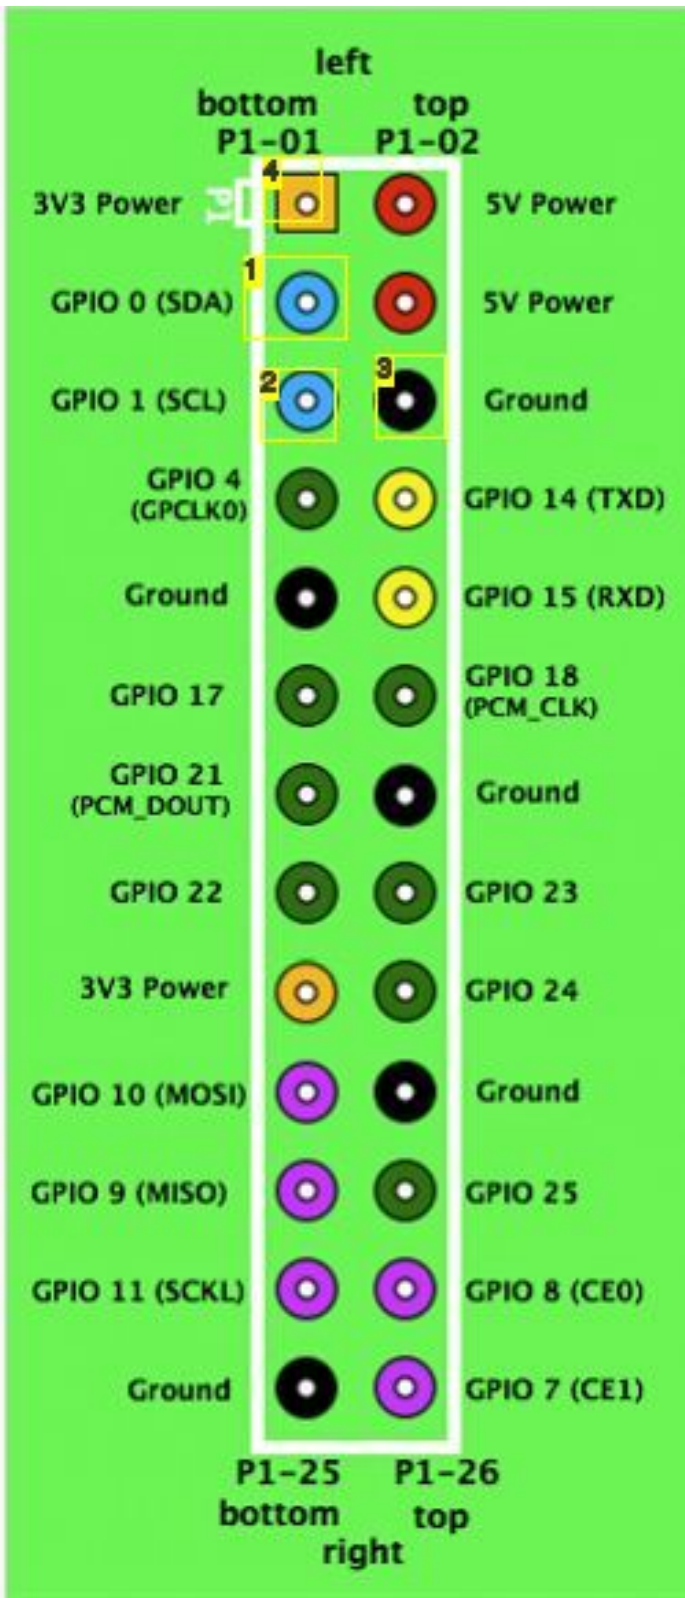 left
bottom top
P1-01 P1-02
4
3V3 Power P1 5V Power
1
GPIO 0 (SDA) 5V Power
2 3
GPIO 1 (SCL) Ground
GPIO 4
(GPCLK0) GPIO 14 (TXD)
Ground GPIO 15 (RXD)
GPIO 17 GPIO 18
(PCM_CLK)
GPIO 21
(PCM_DOUT) Ground
GPIO 22 GPIO 23
3V3 Power GPIO 24
GPIO 10 (MOSI) Ground
GPIO 9 (MISO) GPIO 25
GPIO 11 (SCKL) GPIO 8 (CE0)
Ground GPIO 7 (CE1)
P1-25 P1-26
bottom top
right